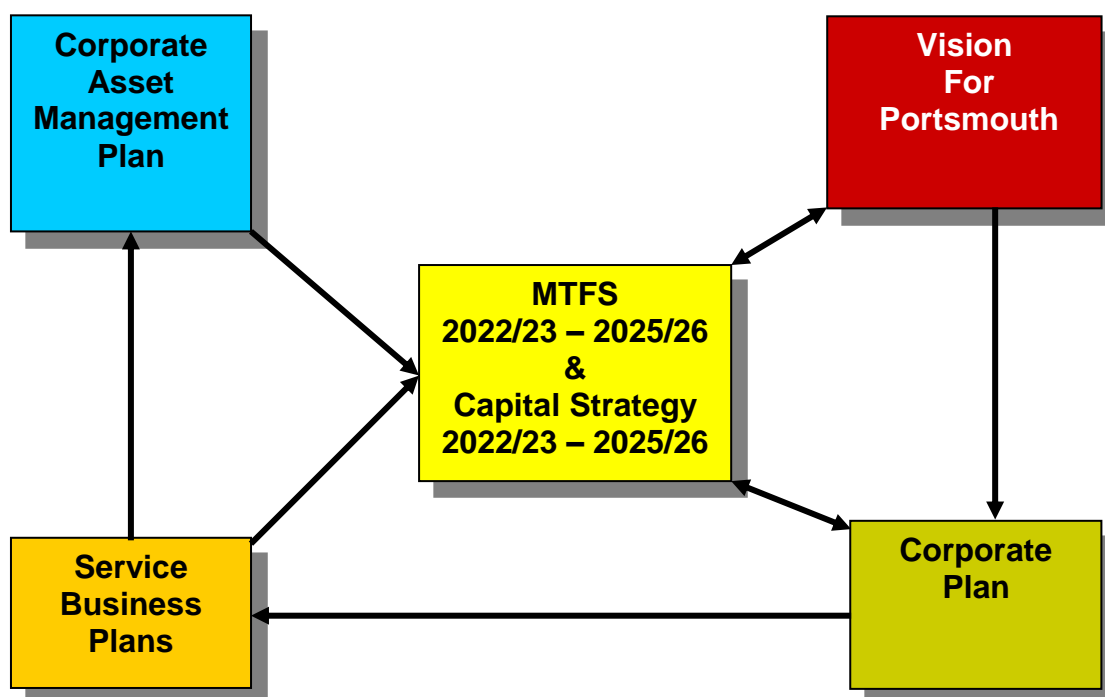 Corporate
Asset
Management
Plan
Vision
For
Portsmouth
MTFS
2022/23 – 2025/26
&
Capital Strategy
2022/23 – 2025/26
Service
Business
Plans
Corporate
Plan